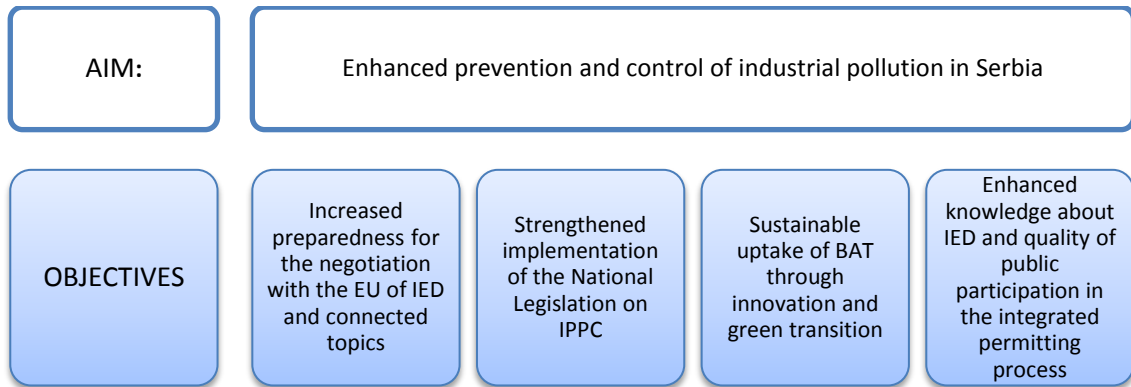 AIM:
Enhanced prevention and control of industrial pollution in Serbia
OBJECTIVES
Increased
preparedness for
the negotiation
with the EU of IED
and connected
topics
Strengthened
implementation
of the National
Legislation on
IPPC
Sustainable
uptake of BAT
through
innovation and
green transition
Enhanced
knowledge about
IED and quality of
public
participation in
the integrated
permitting
process